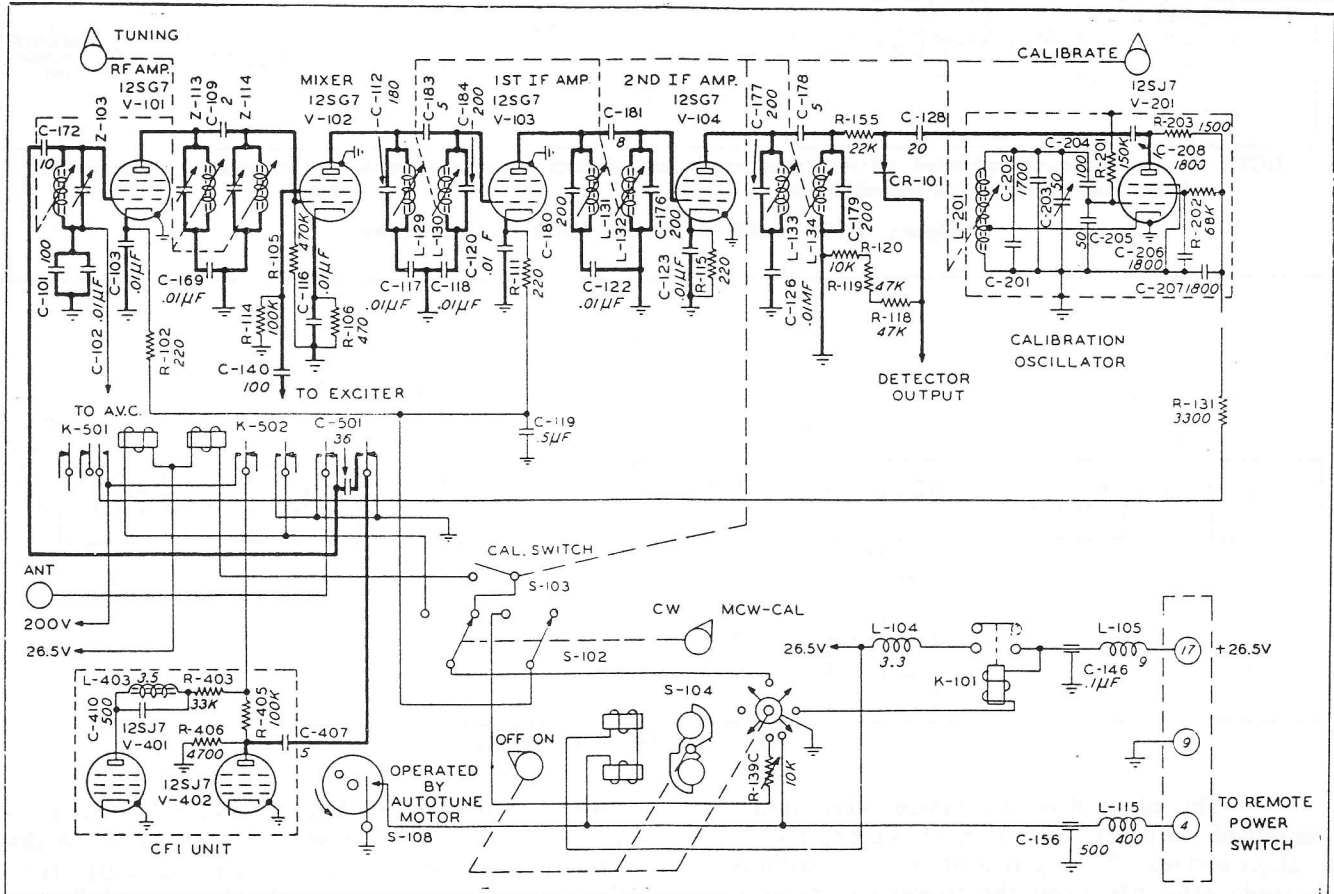 TUNING
RF AMP.
12SG7
V-101
Z-103
C-172
10
Z-113
C-109
2
Z-114
MIXER
12SG7
V-102
C-112
180
C-183
5
C-184
200
1ST IF AMP.
12SG7
V-103
C-181
8
2ND IF AMP.
12SG7
V-104
C-177
200
C-178
5
R-155
22K
C-128
20
CALIBRATE
12SJ7
V-201
R-203
1500
C-208
1800
C-204
100
R-201
150K
C-202
1700
C-203
50
L-201
C-205
50
C-206
1800
R-202
68K
C-207
1800
C-201
CALIBRATION
OSCILLATOR
CR-101
C-101
100
.01µF
C-102
C-103
.01µF
R-102
220
C-169
.01µF
R-105
470K
R-114
100K
C-116
.01µF
R-106
470
C-140
100
TO EXCITER
L-129
L-130
C-117
.01µF
C-118
.01µF
C-120
.01 F
R-111
220
C-180
200
L-131
L-132
C-176
200
C-122
.01µF
C-123
.01µF
R-115
220
L-133
L-134
C-179
200
C-126
.01MF
R-120
10K
R-119
47K
R-118
47K
DETECTOR
OUTPUT
R-131
3300
TO A.V.C.
K-501
K-502
C-501
36
C-119
.5µF
CAL. SWITCH
S-103
ANT
200V
26.5V
CW
MCW-CAL
S-102
26.5V
L-104
3.3
K-101
L-105
9
C-146
.1µF
17
+26.5V
L-403
3.5
R-403
33K
C-410
500
12SJ7
V-401
R-405
100K
R-406
4700
C-407
5
12SJ7
V-402
CFI UNIT
OFF ON
OPERATED
BY
AUTOTUNE
MOTOR
S-108
S-104
R-139C
10K
9
L-115
400
C-156
500
4
TO REMOTE
POWER
SWITCH